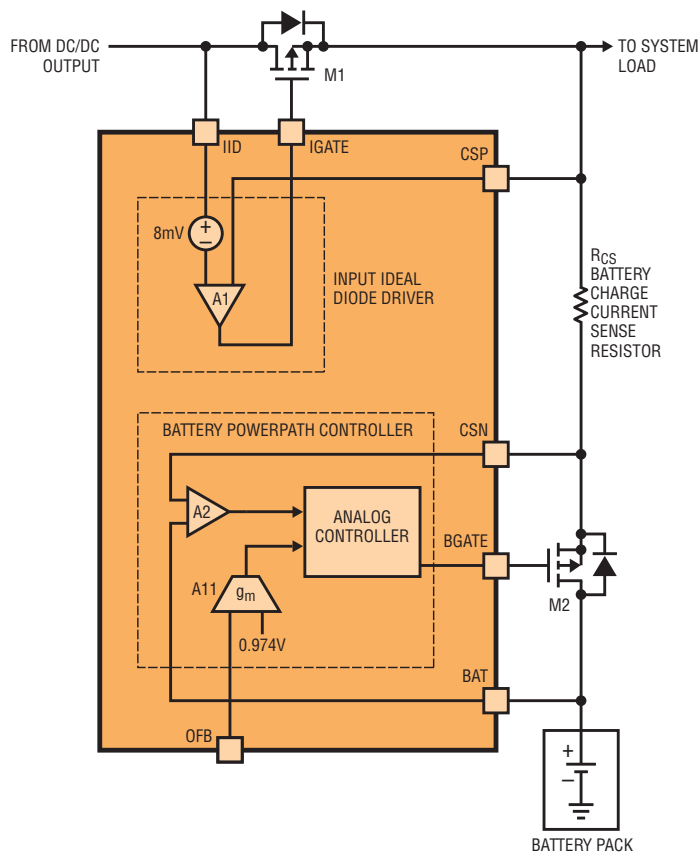 FROM DC/DC
OUTPUT
TO SYSTEM
LOAD
M1
IID
IGATE
CSP
8mV
+
–
A1
INPUT IDEAL
DIODE DRIVER
RCS
BATTERY
CHARGE
CURRENT
SENSE
RESISTOR
CSN
BATTERY POWERPATH CONTROLLER
A2
ANALOG
CONTROLLER
BGATE
M2
A11
gm
0.974V
BAT
OFB
+
–
BATTERY PACK